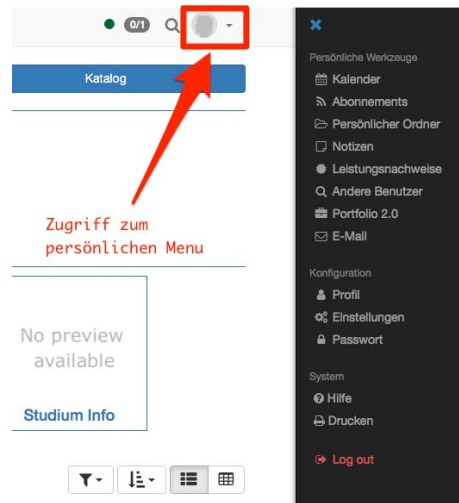 0/1
Katalog
Zugriff zum
persönlichen Menu
No preview
available
Studium Info
Persönliche Werkzeuge
Kalender
Abonnements
Persönlicher Ordner
Notizen
Leistungsnachweise
Andere Benutzer
Portfolio 2.0
E-Mail
Konfiguration
Profil
Einstellungen
Passwort
System
Hilfe
Drucken
Log out